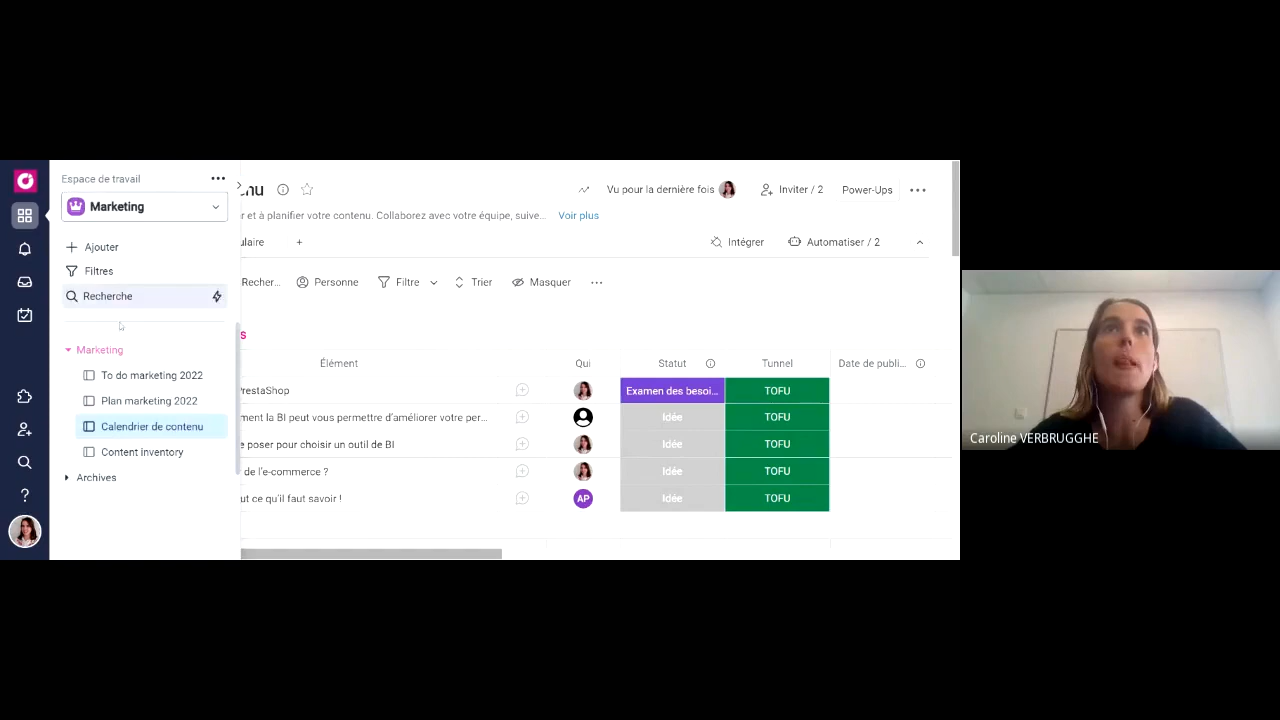 Espace de travail
Marketing
Ajouter
Filtres
Recherche
Marketing
To do marketing 2022
Plan marketing 2022
Calendrier de contenu
Content inventory
Archives
Vu pour la dernière fois
Inviter / 2
Power-Ups
er et à planifier votre contenu. Collaborez avec votre équipe, suive...
Voir plus
ulaire
+
Intégrer
Automatiser / 2
Recher...
Personne
Filtre
Trier
Masquer
s
Élément
Qui
Statut
Tunnel
Date de publi...
PrestaShop
Examen des besoi...
TOFU
ment la BI peut vous permettre d'améliorer votre per...
Idée
TOFU
e poser pour choisir un outil de BI
Idée
TOFU
de l'e-commerce ?
Idée
TOFU
ut ce qu'il faut savoir !
AP
Idée
TOFU
Caroline VERBRUGGHE